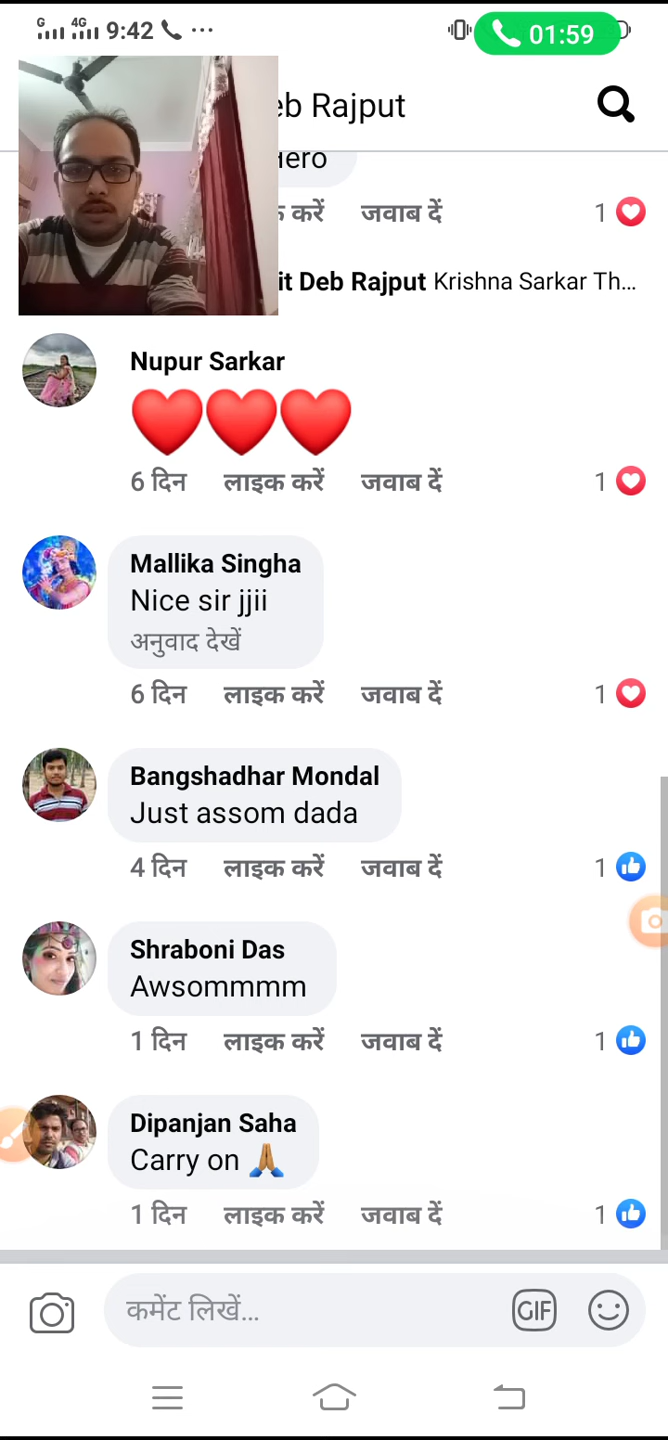 G 4G 9:42 ...
01:59
eb Rajput
Hero
करें जवाब दें 1
it Deb Rajput Krishna Sarkar Th...
Nupur Sarkar
❤️❤️❤️
6 दिन लाइक करें जवाब दें 1
Mallika Singha
Nice sir jjii
अनुवाद देखें
6 दिन लाइक करें जवाब दें 1
Bangshadhar Mondal
Just assom dada
4 दिन लाइक करें जवाब दें 1
Shraboni Das
Awsommmm
1 दिन लाइक करें जवाब दें 1
Dipanjan Saha
Carry on 🙏🏾
1 दिन लाइक करें जवाब दें 1
कमेंट लिखें...
GIF